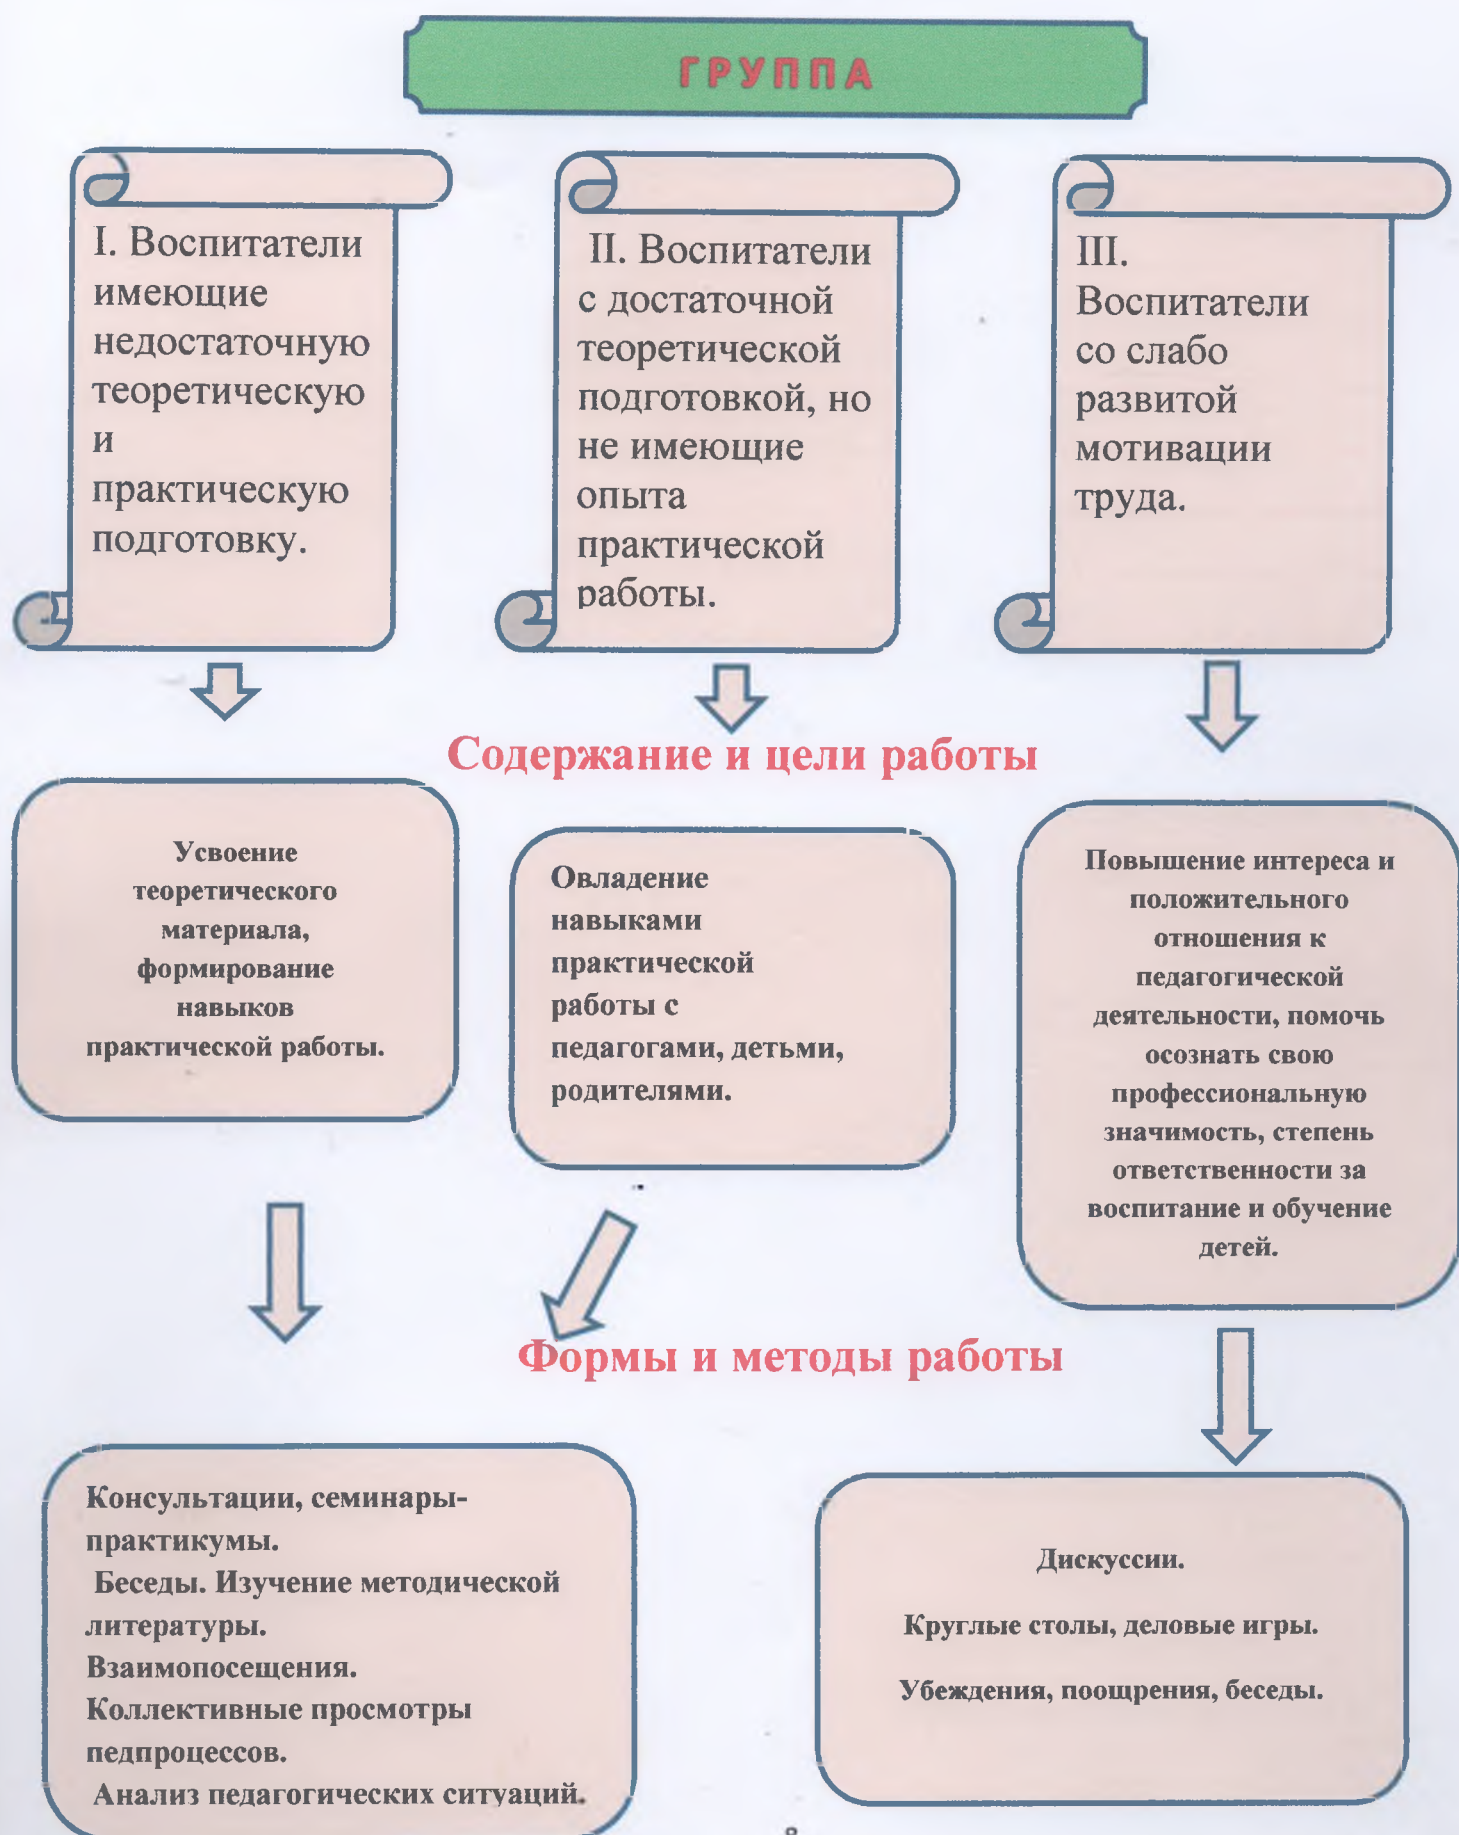 ГРУППА
I. Воспитатели
имеющие
недостаточную
теоретическую
и
практическую
подготовку.
II. Воспитатели
с достаточной
теоретической
подготовкой, но
не имеющие
опыта
практической
работы.
III.
Воспитатели
со слабо
развитой
мотивации
труда.
Содержание и цели работы
Усвоение
теоретического
материала,
формирование
навыков
практической работы.
Овладение
навыками
практической
работы с
педагогами, детьми,
родителями.
Повышение интереса и
положительного
отношения к
педагогической
деятельности, помочь
осознать свою
профессиональную
значимость, степень
ответственности за
воспитание и обучение
детей.
Формы и методы работы
Консультации, семинары-
практикумы.
Беседы. Изучение методической
литературы.
Взаимопосещения.
Коллективные просмотры
педпроцессов.
Анализ педагогических ситуаций.
Дискуссии.
Круглые столы, деловые игры.
Убеждения, поощрения, беседы.